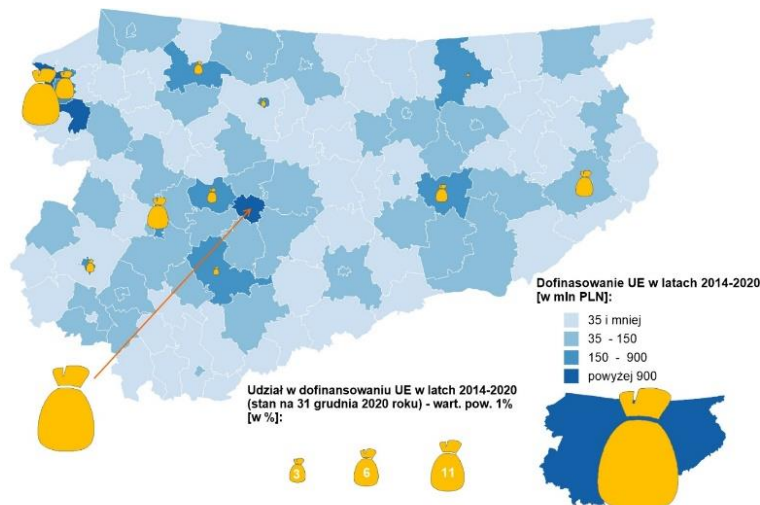 Dofinasowanie UE w latach 2014-2020
[w mln PLN]:
35 i mniej
35 - 150
150 - 900
powyżej 900
Udział w dofinansowaniu UE w latch 2014-2020
(stan na 31 grudnia 2020 roku) - wart. pow. 1%
[w %]:
3
6
11